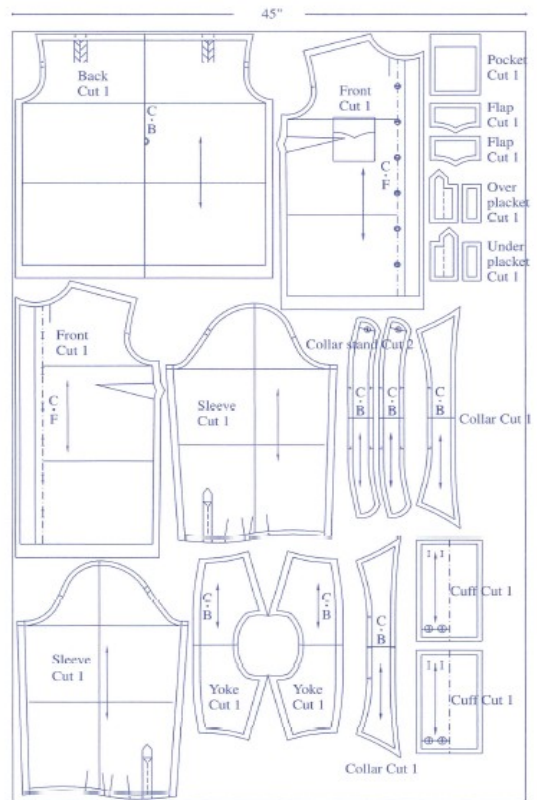 45"
Back
Cut 1
C
B
Front
Cut 1
C
F
Pocket
Cut 1
Flap
Cut 1
Flap
Cut 1
Over
placket
Cut 1
Under
placket
Cut 1
Front
Cut 1
C
F
Sleeve
Cut 1
Collar stand Cut 2
C
B
C
B
C
B
Collar Cut 1
Sleeve
Cut 1
C
B
Yoke
Cut 1
C
B
Yoke
Cut 1
C
B
Collar Cut 1
Cuff Cut 1
Cuff Cut 1